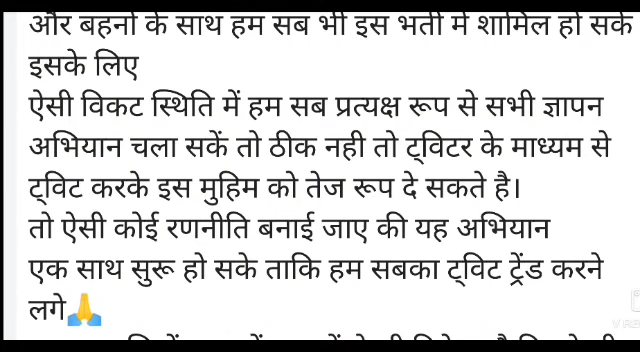 और बहनों के साथ हम सब भी इस भर्ती में शामिल हो सके
इसके लिए
ऐसी विकट स्थिति में हम सब प्रत्यक्ष रूप से सभी ज्ञापन
अभियान चला सकें तो ठीक नही तो ट्विटर के माध्यम से
ट्विट करके इस मुहिम को तेज रूप दे सकते है।
तो ऐसी कोई रणनीति बनाई जाए की यह अभियान
एक साथ सुरू हो सके ताकि हम सबका ट्विट ट्रेंड करने
लगे🙏